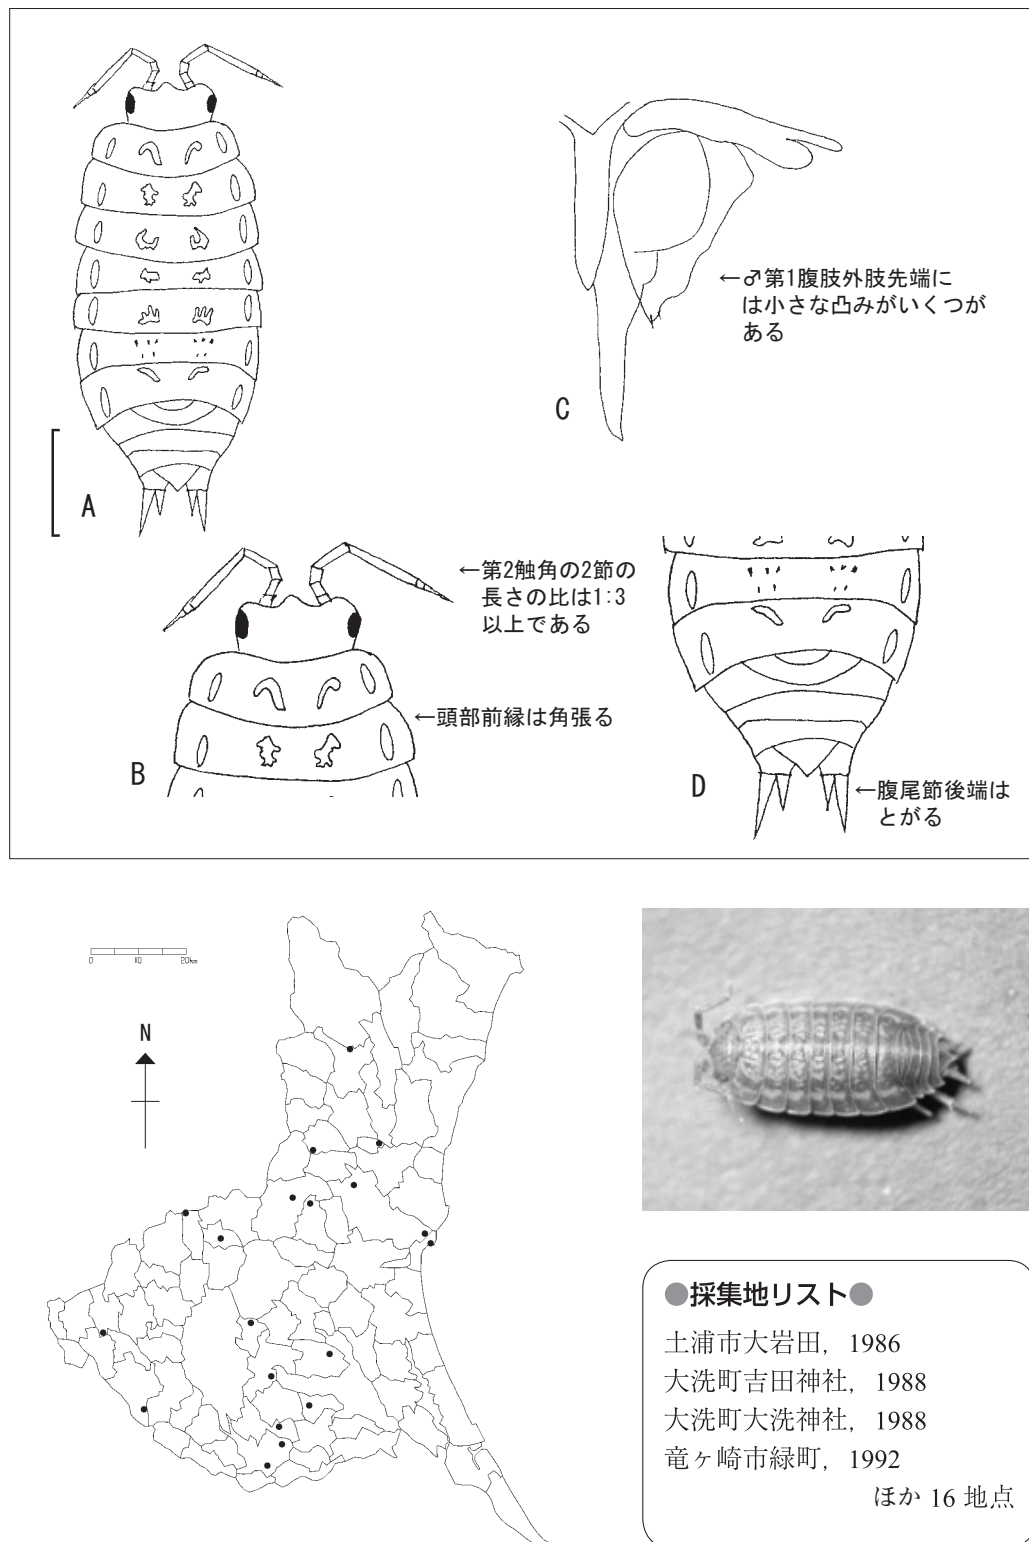 ←♂第1腹肢外肢先端に
は小さな凸みがいくつが
ある
C
A
←第2触角の2節の
長さの比は1:3
以上である
←頭部前縁は角張る
B
D
←腹尾節後端は
とがる
0 10 20km
N
●採集地リスト●
土浦市大岩田, 1986
大洗町吉田神社, 1988
大洗町大洗神社, 1988
竜ヶ崎市緑町, 1992
ほか 16 地点